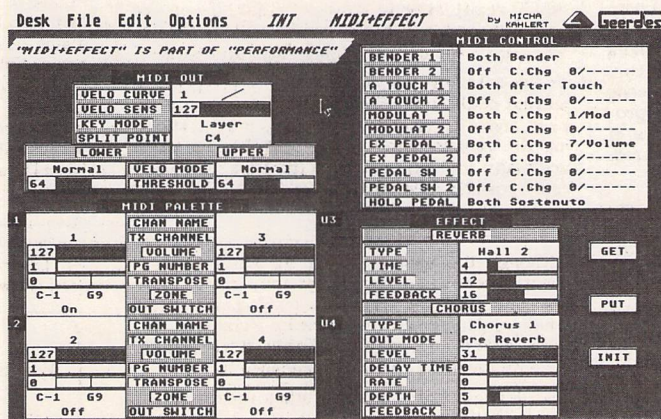 Desk File Edit Options INT MIDI+EFFECT by MICHA KAHLERT Geerdes
"MIDI+EFFECT" IS PART OF "PERFORMANCE"
MIDI OUT
VELO CURVE 1
VELO SENS 127
KEY MODE Layer
SPLIT POINT C4
LOWER UPPER
Normal VELO MODE Normal
64 THRESHOLD 64
MIDI PALETTE
1 CHAN NAME U3
1 TX CHANNEL 3
127 VOLUME 127
1 PG NUMBER 1
0 TRANSPOSE 0
C-1 G9 ZONE C-1 G9
On OUT SWITCH Off
2 CHAN NAME U4
2 TX CHANNEL 4
127 VOLUME 127
1 PG NUMBER 1
0 TRANSPOSE 0
C-1 G9 ZONE C-1 G9
Off OUT SWITCH Off
MIDI CONTROL
BENDER 1 Both Bender
BENDER 2 Off C.Chg 0/------
A TOUCH 1 Both After Touch
A TOUCH 2 Off C.Chg 0/------
MODULAT 1 Both C.Chg 1/Mod
MODULAT 2 Off C.Chg 0/------
EX PEDAL 1 Both C.Chg 7/Volume
EX PEDAL 2 Off C.Chg 0/------
PEDAL SW 1 Off C.Chg 0/------
PEDAL SW 2 Off C.Chg 0/------
HOLD PEDAL Both Sostenuto
EFFECT
REVERB
TYPE Hall 2
TIME 4
LEVEL 12
FEEDBACK 16
CHORUS
TYPE Chorus 1
OUT MODE Pre Reverb
LEVEL 31
DELAY TIME 0
RATE 0
DEPTH 5
FEEDBACK 0
GET
PUT
INIT